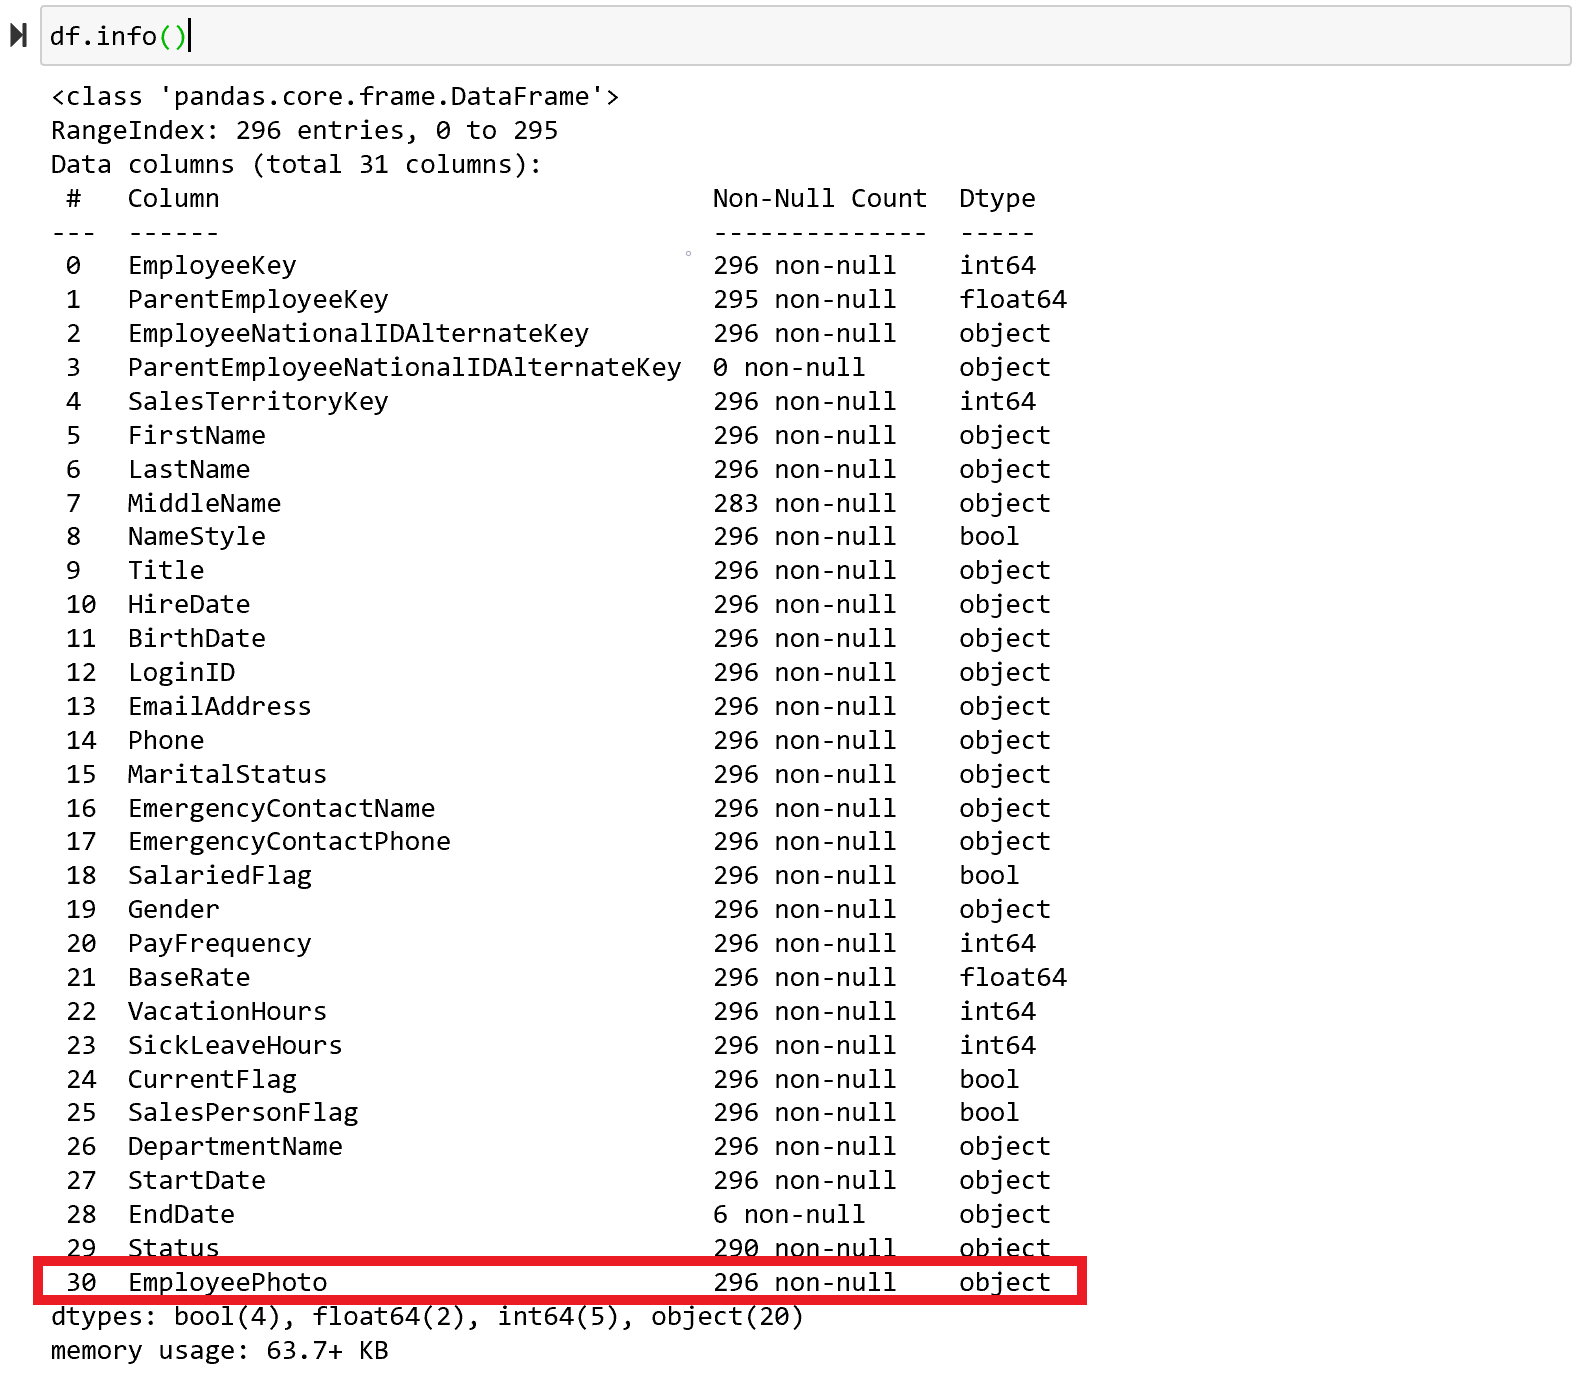 df.info()
<class 'pandas.core.frame.DataFrame'>
RangeIndex: 296 entries, 0 to 295
Data columns (total 31 columns):
 #   Column                                Non-Null Count  Dtype
---  ------                                --------------  -----
 0   EmployeeKey                           296 non-null    int64
 1   ParentEmployeeKey                     295 non-null    float64
 2   EmployeeNationalIDAlternateKey        296 non-null    object
 3   ParentEmployeeNationalIDAlternateKey  0 non-null      object
 4   SalesTerritoryKey                     296 non-null    int64
 5   FirstName                             296 non-null    object
 6   LastName                              296 non-null    object
 7   MiddleName                            283 non-null    object
 8   NameStyle                             296 non-null    bool
 9   Title                                 296 non-null    object
 10  HireDate                              296 non-null    object
 11  BirthDate                             296 non-null    object
 12  LoginID                               296 non-null    object
 13  EmailAddress                          296 non-null    object
 14  Phone                                 296 non-null    object
 15  MaritalStatus                         296 non-null    object
 16  EmergencyContactName                  296 non-null    object
 17  EmergencyContactPhone                 296 non-null    object
 18  SalariedFlag                          296 non-null    bool
 19  Gender                                296 non-null    object
 20  PayFrequency                          296 non-null    int64
 21  BaseRate                              296 non-null    float64
 22  VacationHours                         296 non-null    int64
 23  SickLeaveHours                        296 non-null    int64
 24  CurrentFlag                           296 non-null    bool
 25  SalesPersonFlag                       296 non-null    bool
 26  DepartmentName                        296 non-null    object
 27  StartDate                             296 non-null    object
 28  EndDate                               6 non-null      object
 29  Status                                290 non-null    object
 30  EmployeePhoto                         296 non-null    object
dtypes: bool(4), float64(2), int64(5), object(20)
memory usage: 63.7+ KB